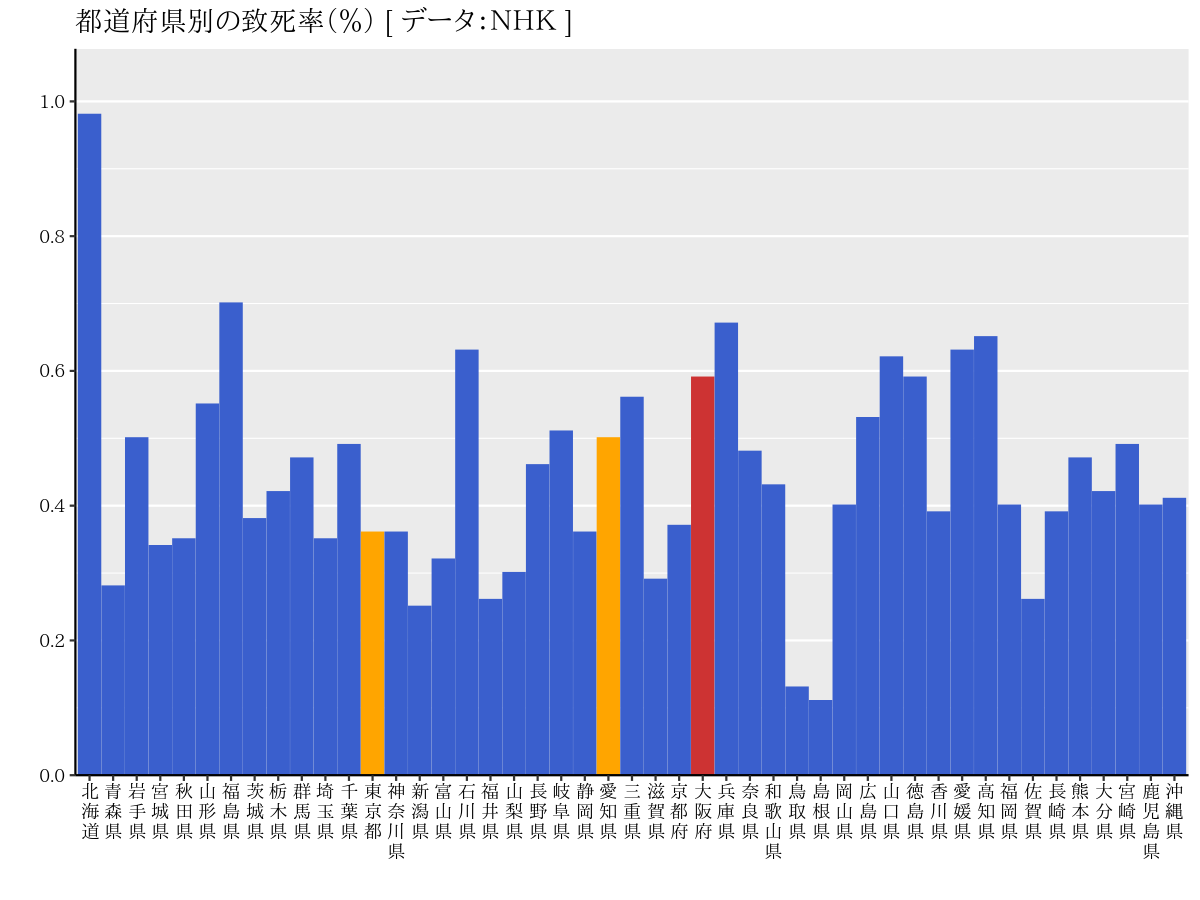 都道府県別の致死率(%) [ データ:NHK ]
1.0
0.8
0.6
0.4
0.2
0.0
北海道
青森県
岩手県
宮城県
秋田県
山形県
福島県
茨城県
栃木県
群馬県
埼玉県
千葉県
東京都
神奈川県
新潟県
富山県
石川県
福井県
山梨県
長野県
岐阜県
静岡県
愛知県
三重県
滋賀県
京都府
大阪府
兵庫県
奈良県
和歌山県
鳥取県
島根県
岡山県
広島県
山口県
徳島県
香川県
愛媛県
高知県
福岡県
佐賀県
長崎県
熊本県
大分県
宮崎県
鹿児島県
沖縄県